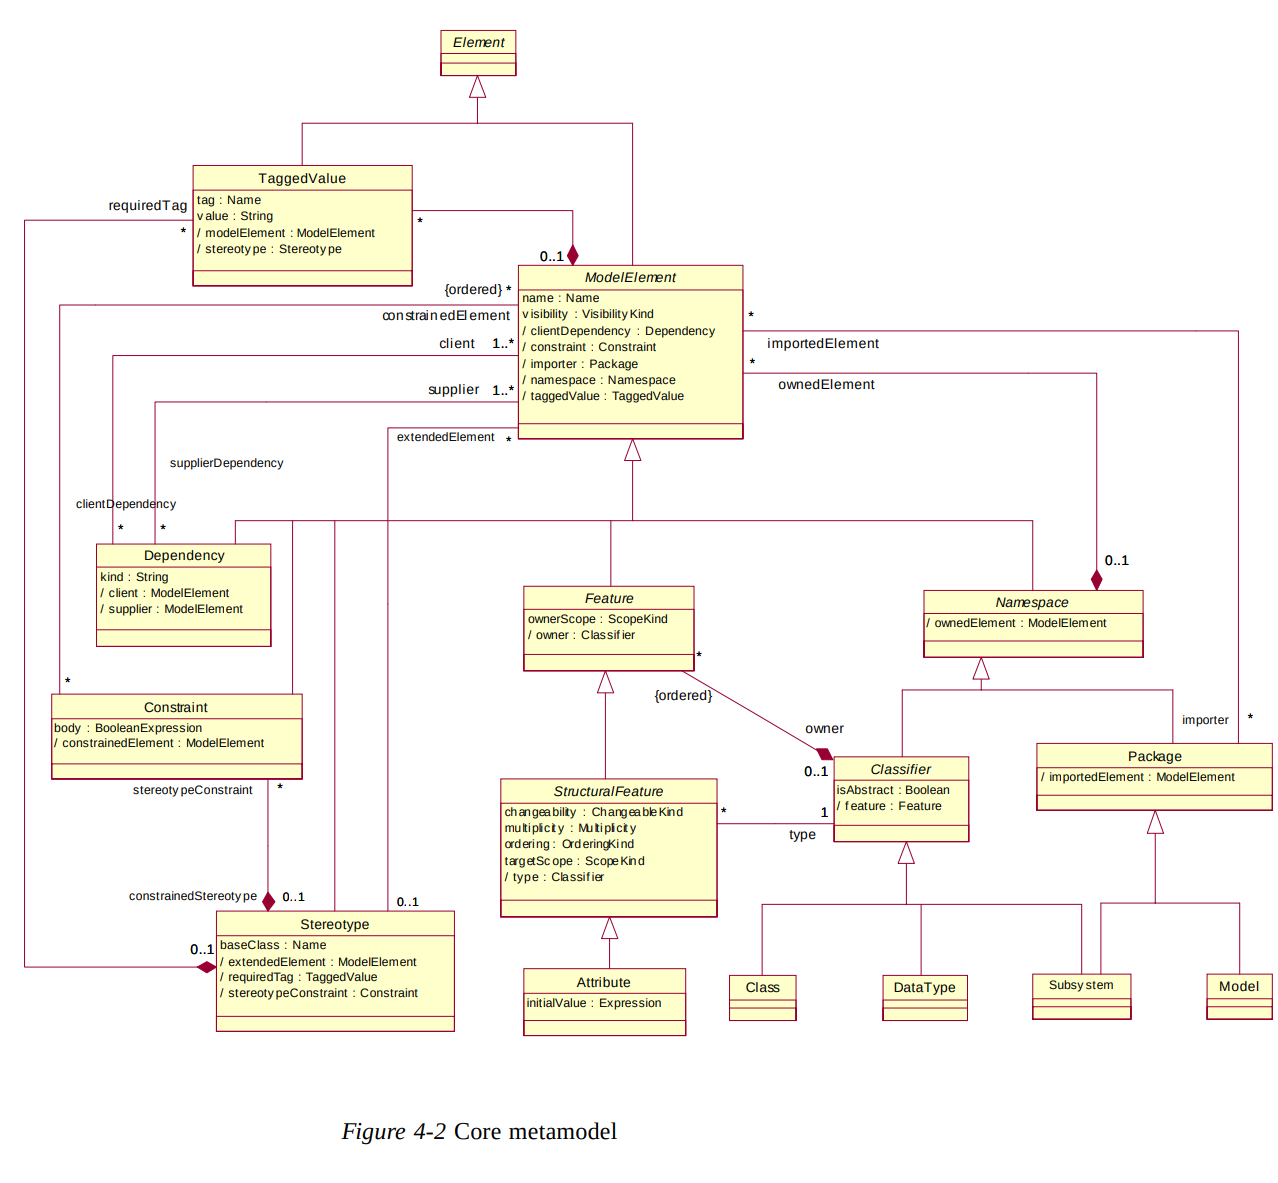 Element
TaggedValue
tag : Name
value : String
/ modelElement : ModelElement
/ stereotype : Stereotype
requiredTag
*
*
0..1
ModelElement
name : Name
visibility : VisibilityKind
/ clientDependency : Dependency
/ constraint : Constraint
/ importer : Package
/ namespace : Namespace
/ taggedValue : TaggedValue
{ordered} *
constrainedElement
client 1..*
supplier 1..*
extendedElement *
*
importedElement
*
ownedElement
supplierDependency
clientDependency
* *
Dependency
kind : String
/ client : ModelElement
/ supplier : ModelElement
Feature
ownerScope : ScopeKind
/ owner : Classifier
*
{ordered}
0..1
Namespace
/ ownedElement : ModelElement
*
Constraint
body : BooleanExpression
/ constrainedElement : ModelElement
stereotypeConstraint *
owner
0..1
Classifier
isAbstract : Boolean
/ feature : Feature
importer *
Package
/ importedElement : ModelElement
StructuralFeature
changeability : ChangeableKind
multiplicity : Multiplicity
ordering : OrderingKind
targetScope : ScopeKind
/ type : Classifier
* 1
type
constrainedStereotype 0..1
0..1
0..1
Stereotype
baseClass : Name
/ extendedElement : ModelElement
/ requiredTag : TaggedValue
/ stereotypeConstraint : Constraint
Attribute
initialValue : Expression
Class
DataType
Subsystem
Model
Figure 4-2 Core metamodel